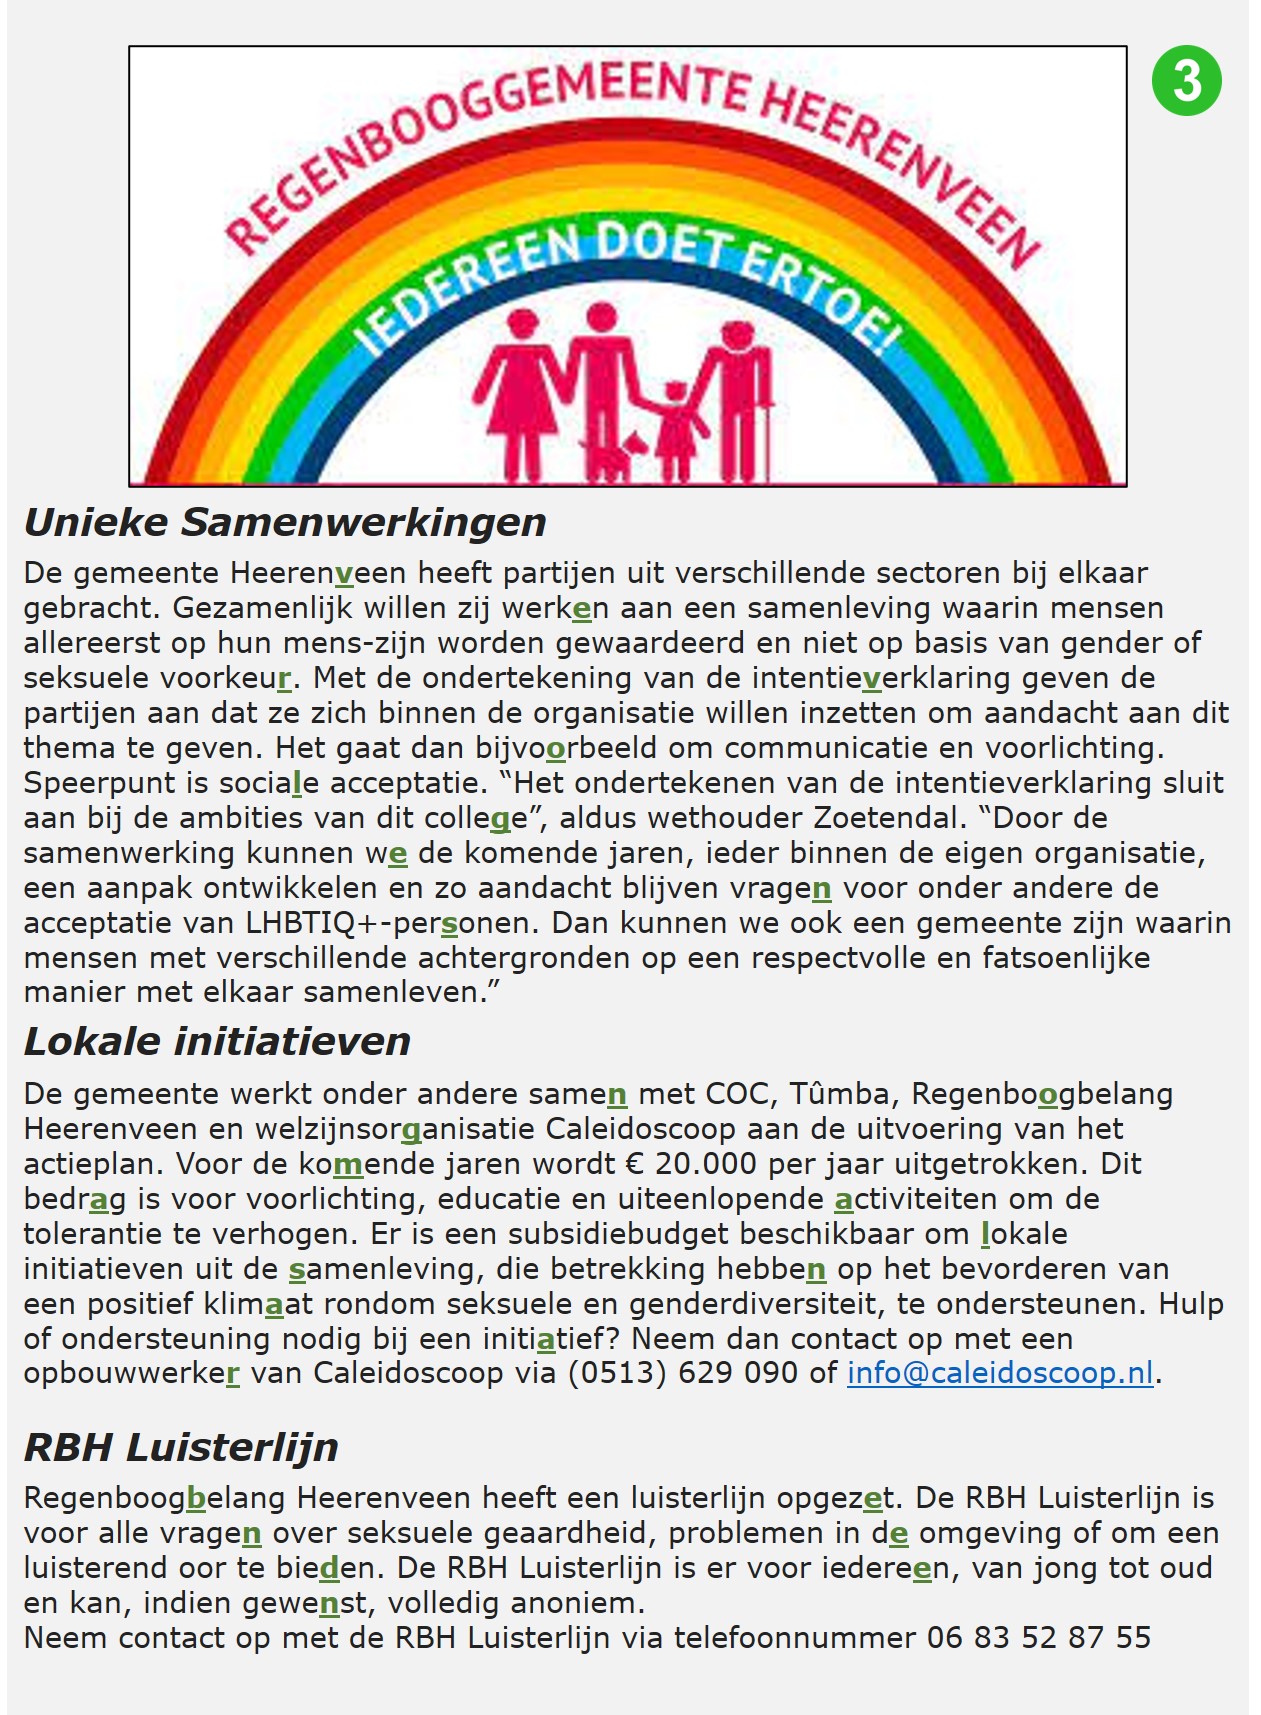 REGENBOOGGEMEENTE HEERENVEEN
3
IEDEREEN DOET ERTOE!
Unieke Samenwerkingen
De gemeente Heerenveen heeft partijen uit verschillende sectoren bij elkaar
gebracht. Gezamenlijk willen zij werken aan een samenleving waarin mensen
allereerst op hun mens-zijn worden gewaardeerd en niet op basis van gender of
seksuele voorkeur. Met de ondertekening van de intentieverklaring geven de
partijen aan dat ze zich binnen de organisatie willen inzetten om aandacht aan dit
thema te geven. Het gaat dan bijvoorbeeld om communicatie en voorlichting.
Speerpunt is sociale acceptatie. “Het ondertekenen van de intentieverklaring sluit
aan bij de ambities van dit college”, aldus wethouder Zoetendal. “Door de
samenwerking kunnen we de komende jaren, ieder binnen de eigen organisatie,
een aanpak ontwikkelen en zo aandacht blijven vragen voor onder andere de
acceptatie van LHBTIQ+-personen. Dan kunnen we ook een gemeente zijn waarin
mensen met verschillende achtergronden op een respectvolle en fatsoenlijke
manier met elkaar samenleven.”
Lokale initiatieven
De gemeente werkt onder andere samen met COC, Tûmba, Regenboogbelang
Heerenveen en welzijnsorganisatie Caleidoscoop aan de uitvoering van het
actieplan. Voor de komende jaren wordt € 20.000 per jaar uitgetrokken. Dit
bedrag is voor voorlichting, educatie en uiteenlopende activiteiten om de
tolerantie te verhogen. Er is een subsidiebudget beschikbaar om lokale
initiatieven uit de samenleving, die betrekking hebben op het bevorderen van
een positief klimaat rondom seksuele en genderdiversiteit, te ondersteunen. Hulp
of ondersteuning nodig bij een initiatief? Neem dan contact op met een
opbouwwerker van Caleidoscoop via (0513) 629 090 of info@caleidoscoop.nl.
RBH Luisterlijn
Regenboogbelang Heerenveen heeft een luisterlijn opgezet. De RBH Luisterlijn is
voor alle vragen over seksuele geaardheid, problemen in de omgeving of om een
luisterend oor te bieden. De RBH Luisterlijn is er voor iedereen, van jong tot oud
en kan, indien gewenst, volledig anoniem.
Neem contact op met de RBH Luisterlijn via telefoonnummer 06 83 52 87 55